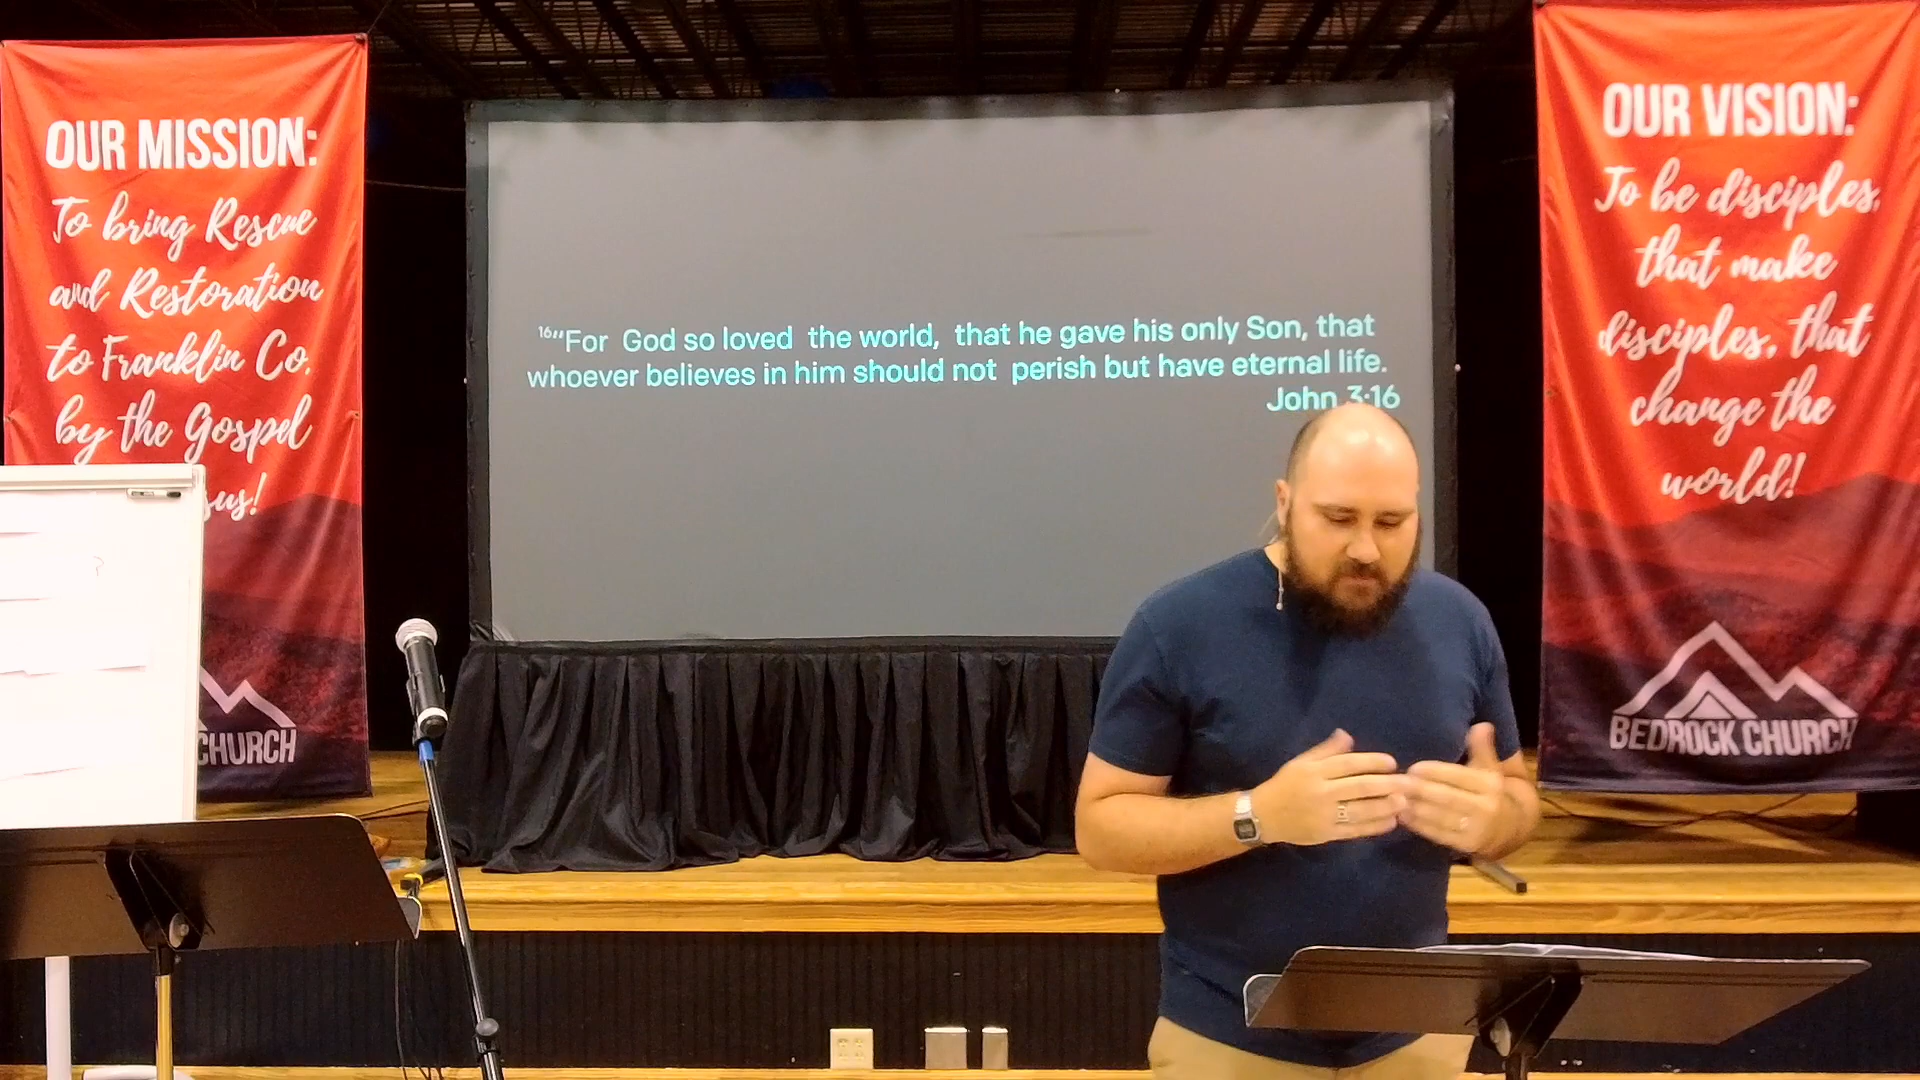 OUR MISSION:
To bring Rescue
and Restoration
to Franklin Co.
by the Gospel
sus!
CHURCH
¹⁶“For God so loved the world, that he gave his only Son, that
whoever believes in him should not perish but have eternal life.
John 3:16
OUR VISION:
To be disciples,
that make
disciples, that
change the
world!
BEDROCK CHURCH
?